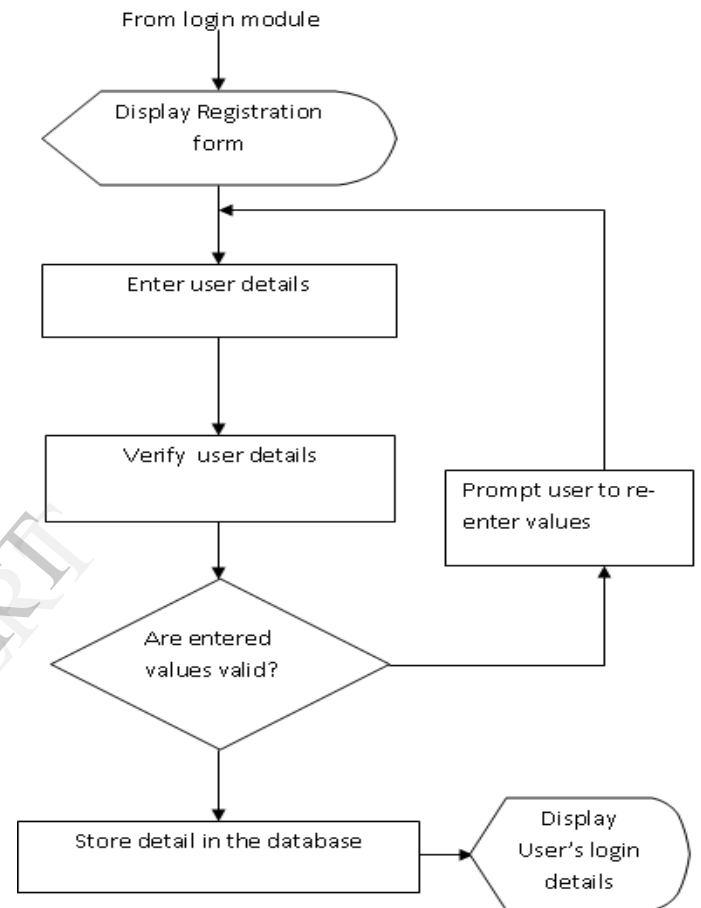 From login module
Display Registration
form
Enter user details
Verify user details
Prompt user to re-
enter values
Are entered
values valid?
Store detail in the database
Display
User's login
details